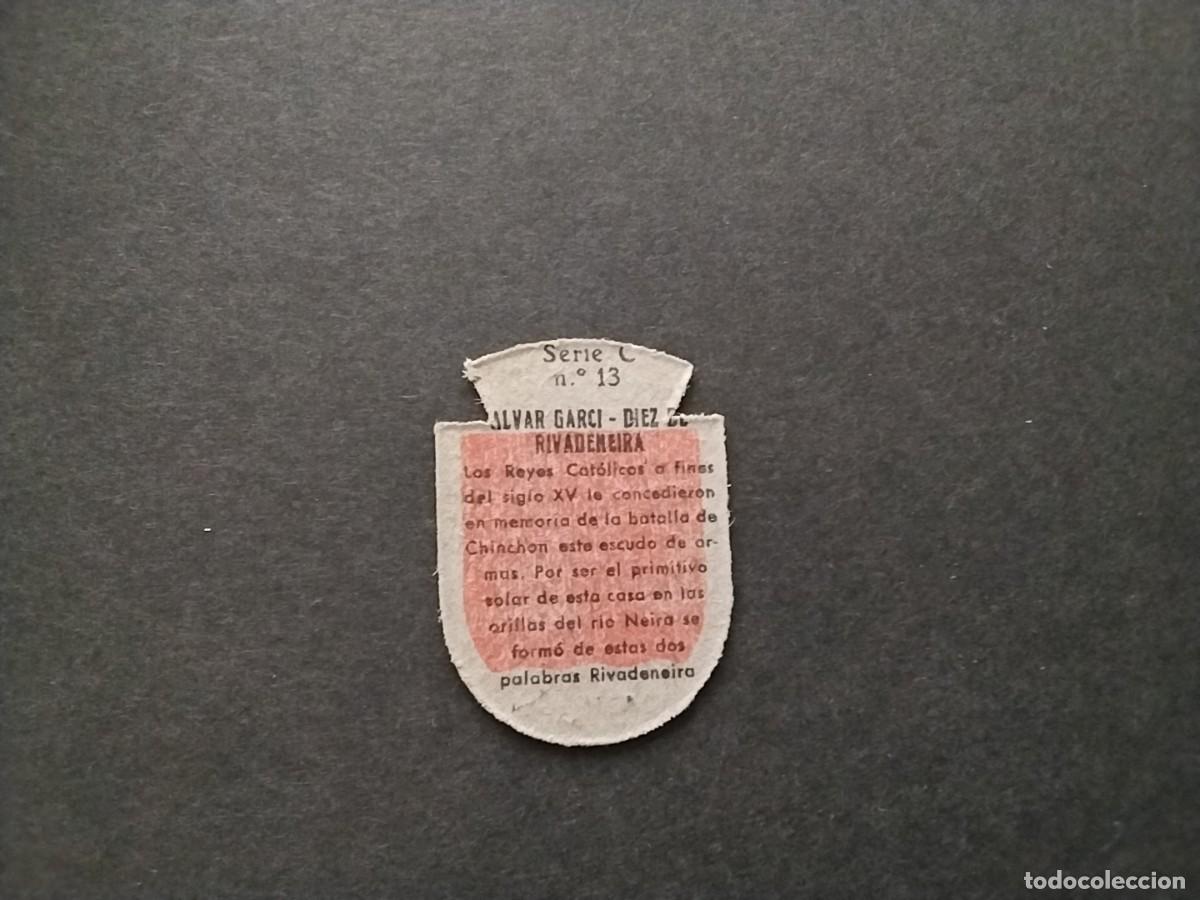 Serie C
n.º 13
ALVAR GARCI - DIEZ DE
RIVADENEIRA
Los Reyes Católicos a fines
del siglo XV le concedieron
en memoria de la batalla de
Chinchon este escudo de ar-
mas. Por ser el primitivo
solar de esta casa en las
orillas del rio Neira se
formó de estas dos
palabras Rivadeneira
todocoleccion